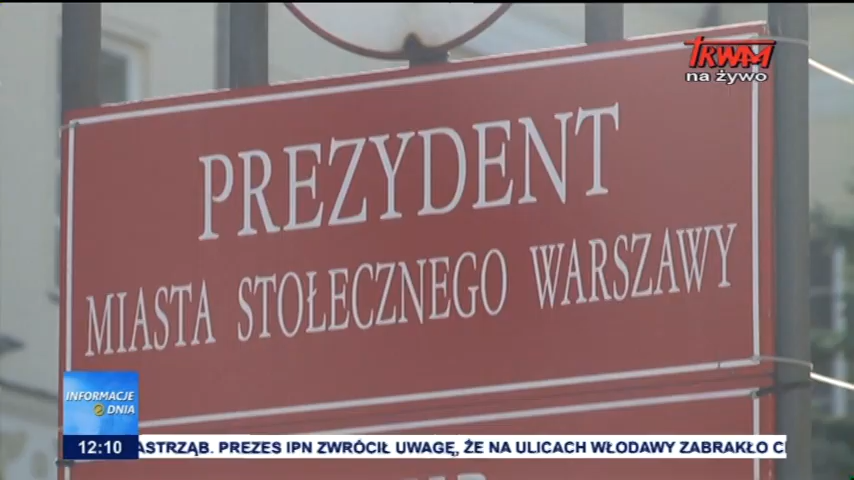 TRWAM
na żywo
PREZYDENT
MIASTA STOŁECZNEGO WARSZAWY
INFORMACJE
DNIA
12:10
ASTRZĄB. PREZES IPN ZWRÓCIŁ UWAGĘ, ŻE NA ULICACH WŁODAWY ZABRAKŁO